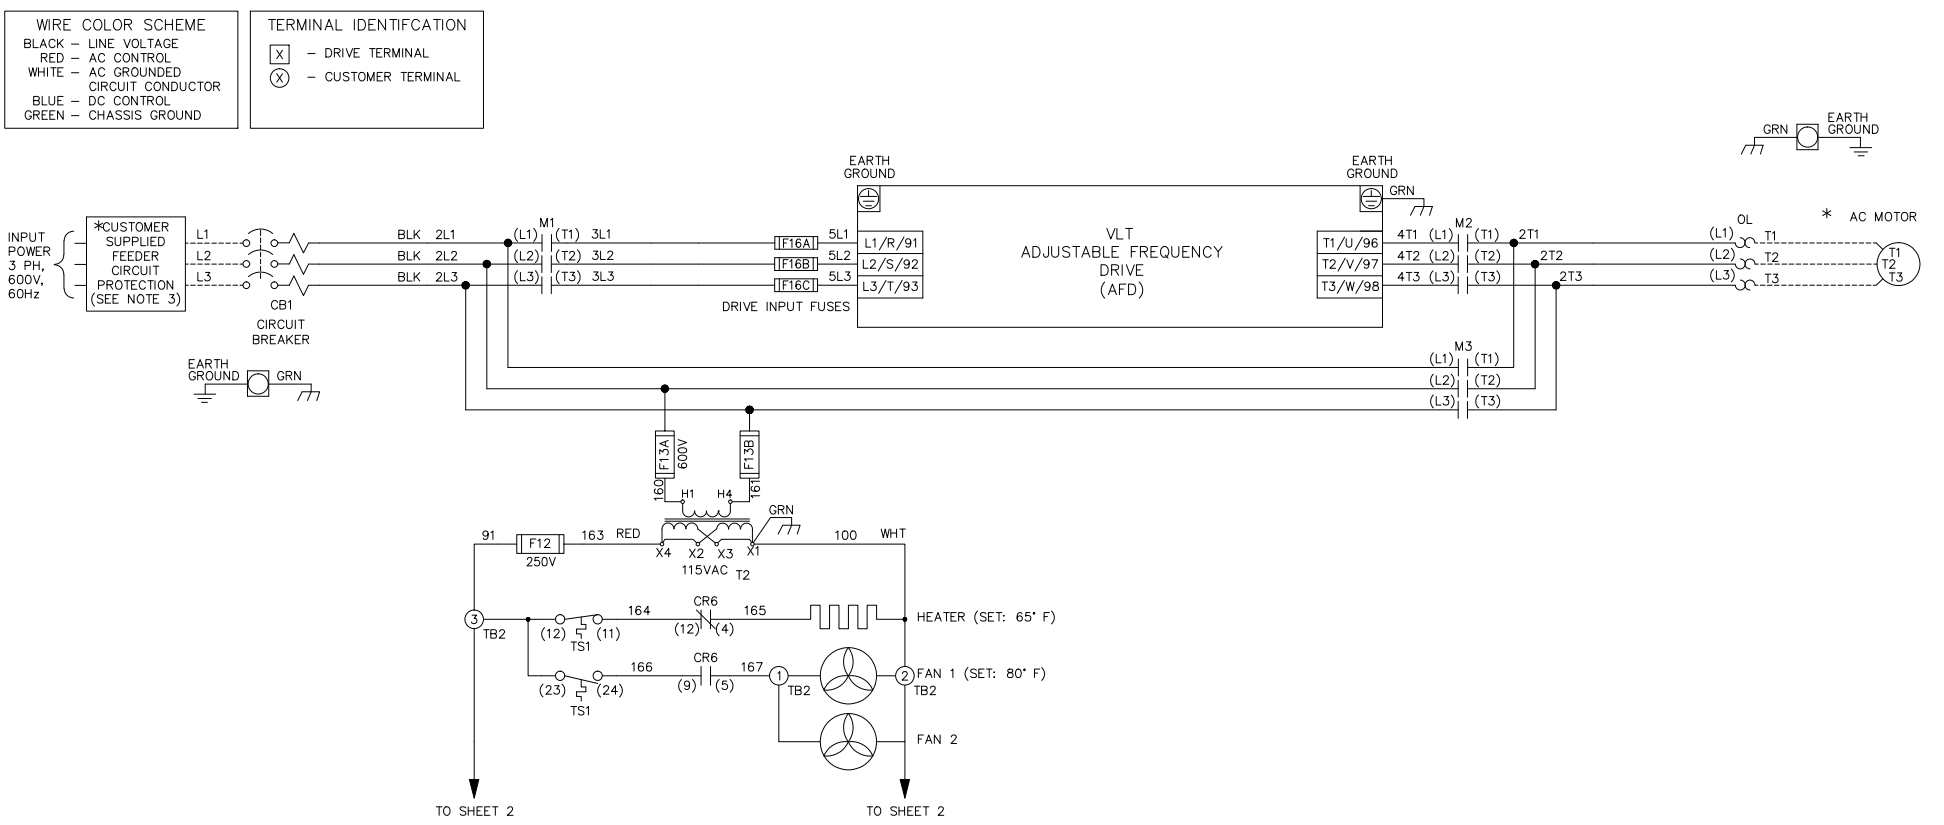 WIRE COLOR SCHEME
BLACK – LINE VOLTAGE
RED – AC CONTROL
WHITE – AC GROUNDED
CIRCUIT CONDUCTOR
BLUE – DC CONTROL
GREEN – CHASSIS GROUND
TERMINAL IDENTIFCATION
X – DRIVE TERMINAL
X – CUSTOMER TERMINAL
INPUT
POWER
3 PH,
600V,
60Hz
*CUSTOMER
SUPPLIED
FEEDER
CIRCUIT
PROTECTION
(SEE NOTE 3)
L1
L2
L3
CB1
CIRCUIT
BREAKER
EARTH
GROUND
GRN
BLK 2L1
BLK 2L2
BLK 2L3
M1
(L1) (T1) 3L1
(L2) (T2) 3L2
(L3) (T3) 3L3
F16A 5L1
F16B 5L2
F16C 5L3
DRIVE INPUT FUSES
EARTH
GROUND
L1/R/91
L2/S/92
L3/T/93
VLT
ADJUSTABLE FREQUENCY
DRIVE
(AFD)
EARTH
GROUND
GRN
T1/U/96
T2/V/97
T3/W/98
M2
4T1 (L1) (T1) 2T1
4T2 (L2) (T2) 2T2
4T3 (L3) (T3) 2T3
M3
(L1) (T1)
(L2) (T2)
(L3) (T3)
GRN
EARTH
GROUND
OL
(L1) T1
(L2) T2
(L3) T3
* AC MOTOR
T1
T2
T3
F13A
600V
F13B
160
161
H1 H4
GRN
91
F12
250V
163 RED
X4 X2 X3 X1
115VAC T2
100 WHT
3
TB2
(12) (11)
TS1
164
CR6
(12) (4)
165
HEATER (SET: 65° F)
(23) (24)
TS1
166
CR6
(9) (5)
167
1
TB2
2
TB2
FAN 1 (SET: 80° F)
FAN 2
TO SHEET 2
TO SHEET 2